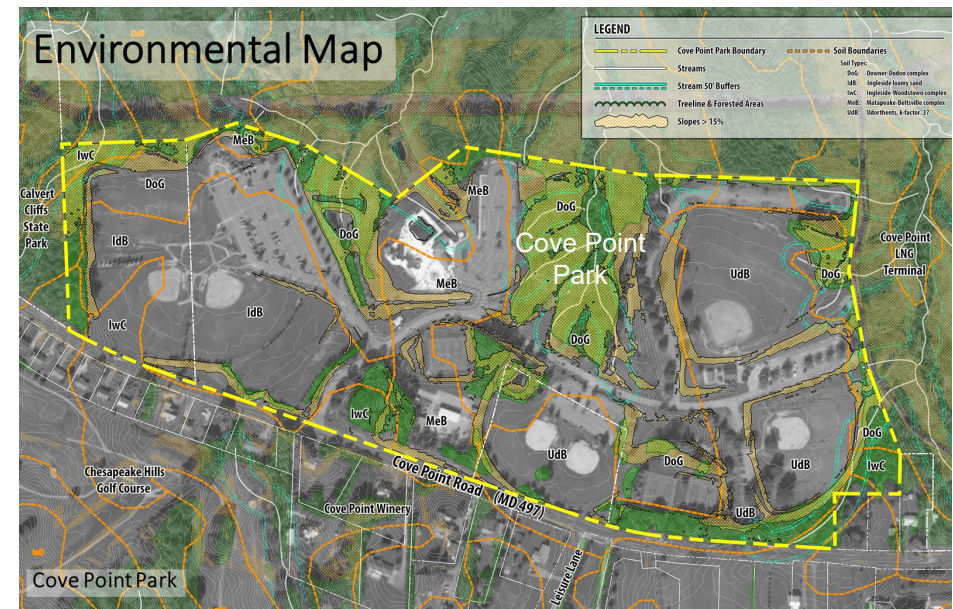 Environmental Map
LEGEND
Cove Point Park Boundary
Streams
Stream 50' Buffers
Treeline & Forested Areas
Slopes > 15%
Soil Boundaries
Soil Types:
DoG: Downer-Dodon complex
IdB: Ingleside loamy sand
IwC: Ingleside-Woodstown complex
MeB: Matapeake-Beltsville complex
UdB: Udorthents, k-factor .37
MeB
IwC
DoG
MeB
Calvert
Cliffs
State
Park
DoG
DoG
IdB
Cove Point
Park
Cove Point
LNG
Terminal
UdB
DoG
MeB
IwC
IdB
DoG
IwC
MeB
UdB
DoG
UdB
DoG
IwC
UdB
Chesapeake Hills
Golf Course
Cove Point Road (MD 497)
Cove Point Winery
Leisure Lane
Cove Point Park